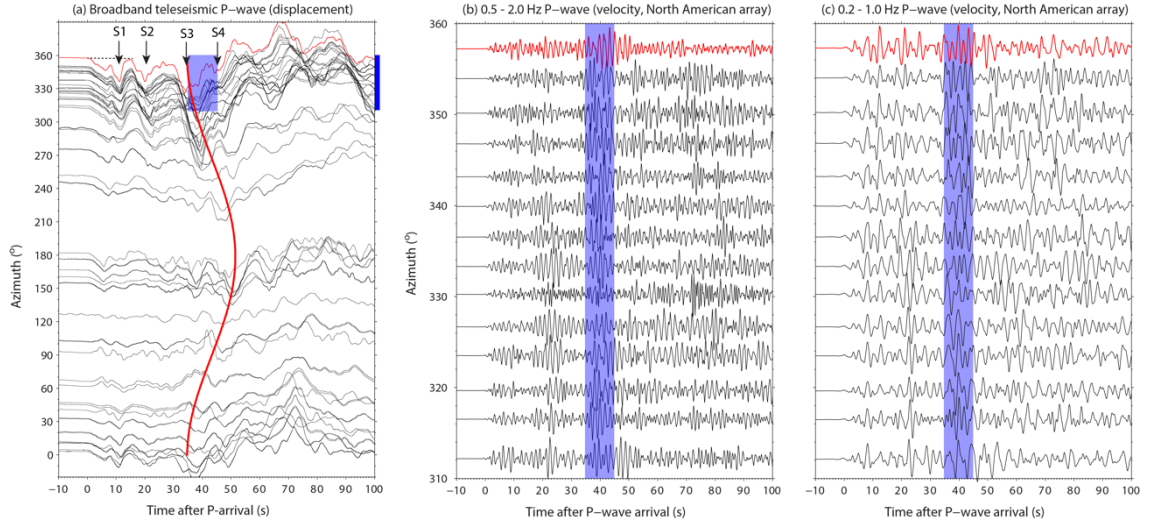 (a) Broadband teleseismic P-wave (displacement)
(b) 0.5 - 2.0 Hz P-wave (velocity, North American array)
(c) 0.2 - 1.0 Hz P-wave (velocity, North American array)
S1 S2 S3 S4
360
330
300
270
240
210
180
150
120
90
60
30
0
Azimuth (°)
-10 0 10 20 30 40 50 60 70 80 90 100
Time after P-arrival (s)
360
350
340
330
320
310
Azimuth (°)
-10 0 10 20 30 40 50 60 70 80 90 100
Time after P-wave arrival (s)
360
350
340
330
320
310
-10 0 10 20 30 40 50 60 70 80 90 100
Time after P-wave arrival (s)